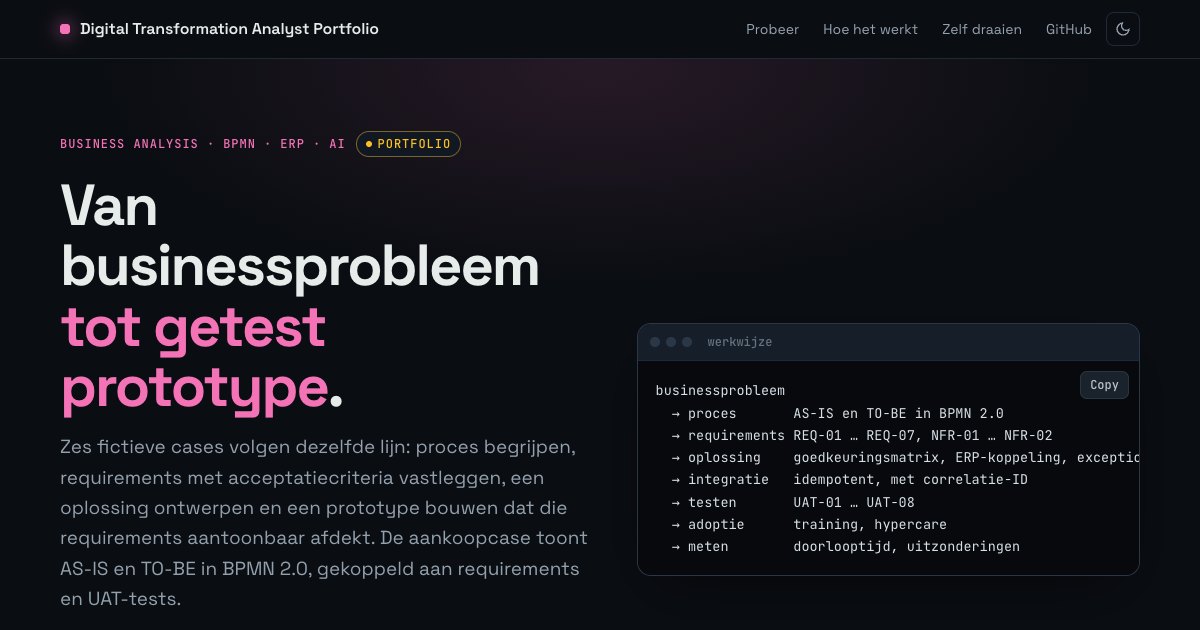 Digital Transformation Analyst Portfolio
Probeer Hoe het werkt Zelf draaien GitHub
BUSINESS ANALYSIS · BPMN · ERP · AI PORTFOLIO
Van
businessprobleem
tot getest
prototype.
Zes fictieve cases volgen dezelfde lijn: proces begrijpen,
requirements met acceptatiecriteria vastleggen, een
oplossing ontwerpen en een prototype bouwen dat die
requirements aantoonbaar afdekt. De aankoopcase toont
AS-IS en TO-BE in BPMN 2.0, gekoppeld aan requirements
en UAT-tests.
werkwijze
Copy
businessprobleem
→ proces AS-IS en TO-BE in BPMN 2.0
→ requirements REQ-01 … REQ-07, NFR-01 … NFR-02
→ oplossing goedkeuringsmatrix, ERP-koppeling,
→ integratie idempotent, met correlatie-ID
→ testen UAT-01 … UAT-08
→ adoptie training, hypercare
→ meten doorlooptijd, uitzonderingen